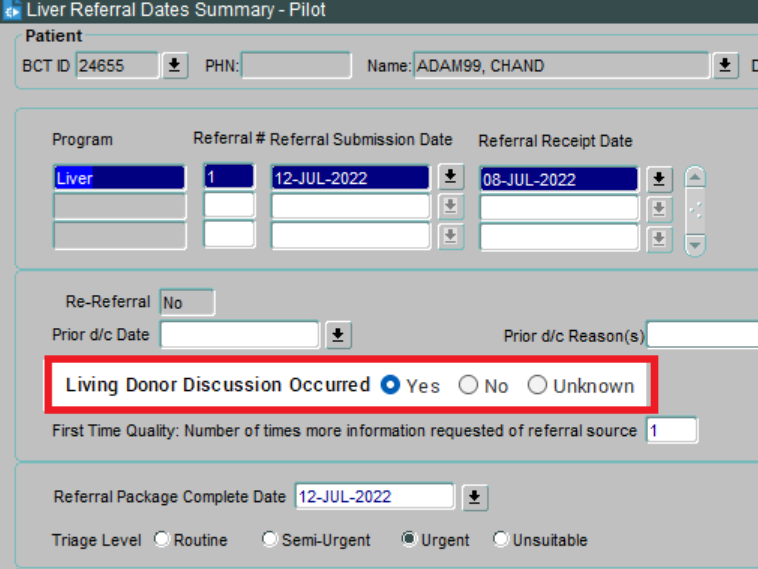 Liver Referral Dates Summary - Pilot
Patient
BCT ID 24655 PHN: Name: ADAM99, CHAND D
Program Referral # Referral Submission Date Referral Receipt Date
Liver 1 12-JUL-2022 08-JUL-2022
Re-Referral No
Prior d/c Date Prior d/c Reason(s)
Living Donor Discussion Occurred Yes No Unknown
First Time Quality: Number of times more information requested of referral source 1
Referral Package Complete Date 12-JUL-2022
Triage Level Routine Semi-Urgent Urgent Unsuitable